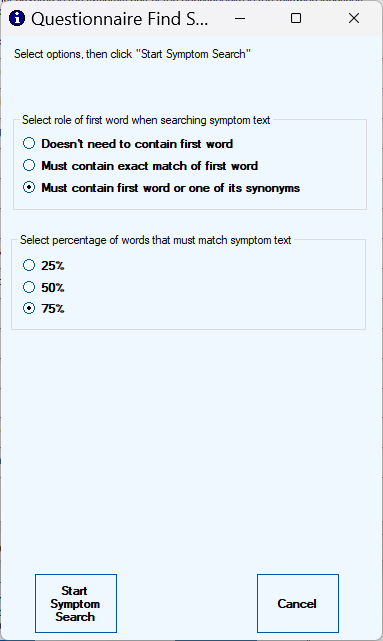 Questionnaire Find S...
Select options, then click "Start Symptom Search"
Select role of first word when searching symptom text
Doesn't need to contain first word
Must contain exact match of first word
Must contain first word or one of its synonyms
Select percentage of words that must match symptom text
25%
50%
75%
Start
Symptom
Search
Cancel